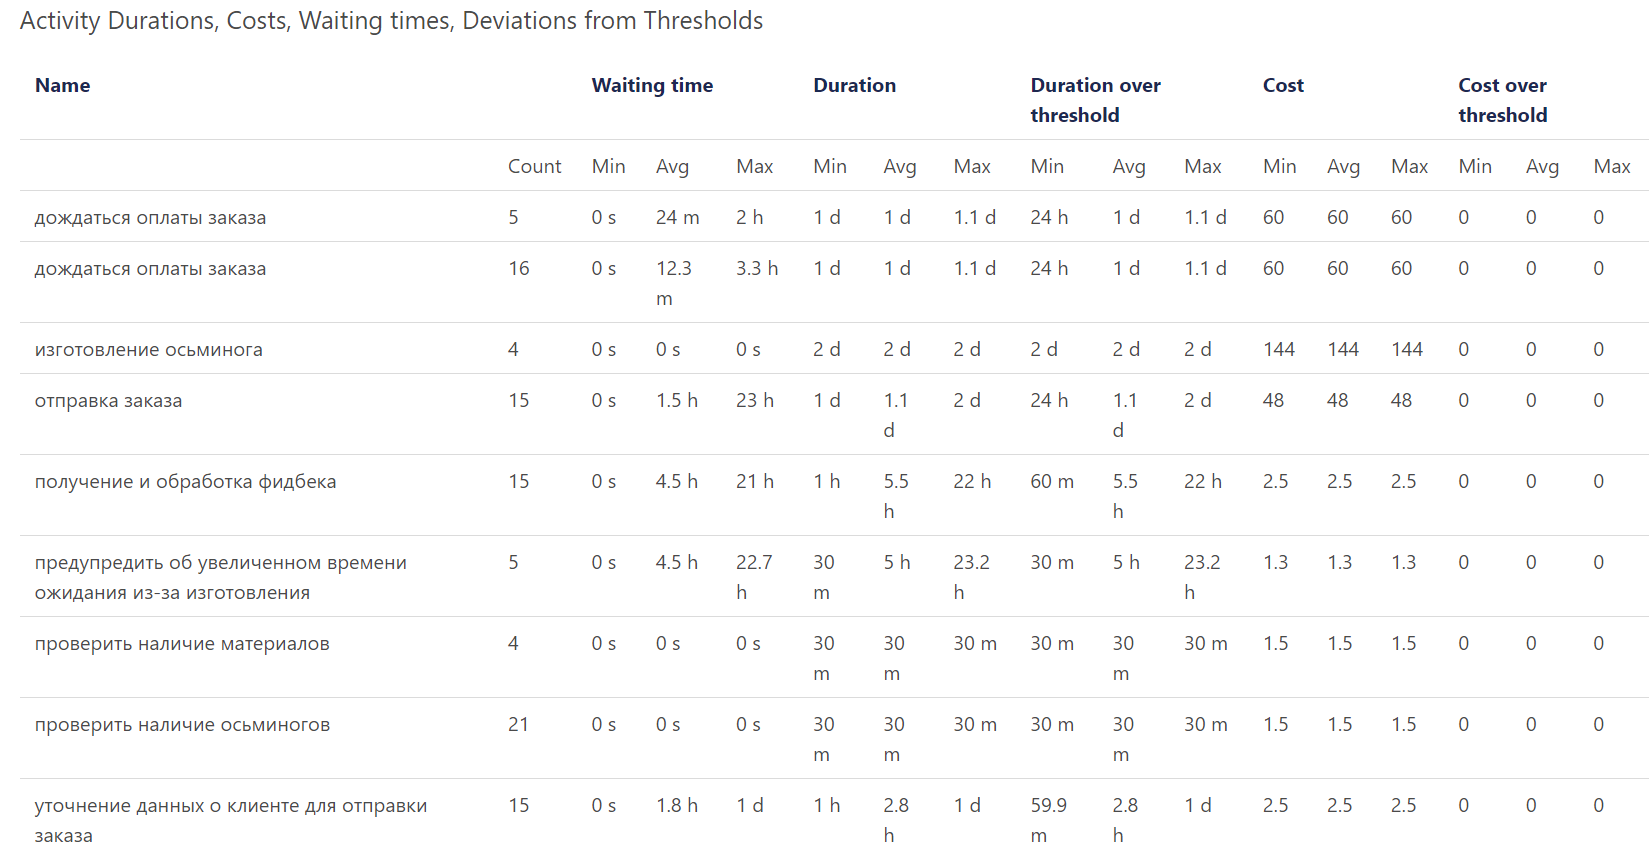 Activity Durations, Costs, Waiting times, Deviations from Thresholds
Name Waiting time Duration Duration over threshold Cost Cost over threshold
Count Min Avg Max Min Avg Max Min Avg Max Min Avg Max Min Avg Max
дождаться оплаты заказа 5 0 s 24 m 2 h 1 d 1 d 1.1 d 24 h 1 d 1.1 d 60 60 60 0 0 0
дождаться оплаты заказа 16 0 s 12.3 m 3.3 h 1 d 1 d 1.1 d 24 h 1 d 1.1 d 60 60 60 0 0 0
изготовление осьминога 4 0 s 0 s 0 s 2 d 2 d 2 d 2 d 2 d 2 d 144 144 144 0 0 0
отправка заказа 15 0 s 1.5 h 23 h 1 d 1.1 d 2 d 24 h 1.1 d 2 d 48 48 48 0 0 0
получение и обработка фидбека 15 0 s 4.5 h 21 h 1 h 5.5 h 22 h 60 m 5.5 h 22 h 2.5 2.5 2.5 0 0 0
предупредить об увеличенном времени ожидания из-за изготовления 5 0 s 4.5 h 22.7 h 30 m 5 h 23.2 h 30 m 5 h 23.2 h 1.3 1.3 1.3 0 0 0
проверить наличие материалов 4 0 s 0 s 0 s 30 m 30 m 30 m 30 m 30 m 30 m 1.5 1.5 1.5 0 0 0
проверить наличие осьминогов 21 0 s 0 s 0 s 30 m 30 m 30 m 30 m 30 m 30 m 1.5 1.5 1.5 0 0 0
уточнение данных о клиенте для отправки заказа 15 0 s 1.8 h 1 d 1 h 2.8 h 1 d 59.9 m 2.8 h 1 d 2.5 2.5 2.5 0 0 0